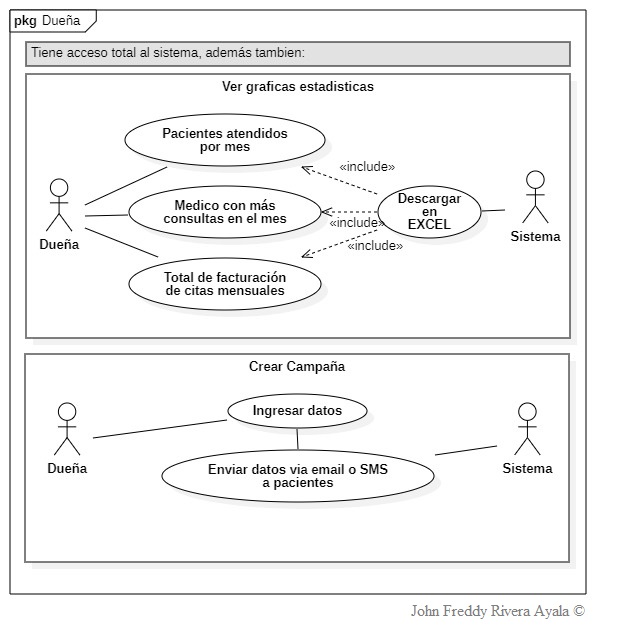 pkg Dueña
Tiene acceso total al sistema, además tambien:
Ver graficas estadisticas
Pacientes atendidos
por mes
«include»
Medico con más
consultas en el mes
Descargar
en
EXCEL
«include»
Dueña
Sistema
«include»
Total de facturación
de citas mensuales
Crear Campaña
Ingresar datos
Dueña
Enviar datos via email o SMS
a pacientes
Sistema
John Freddy Rivera Ayala ©